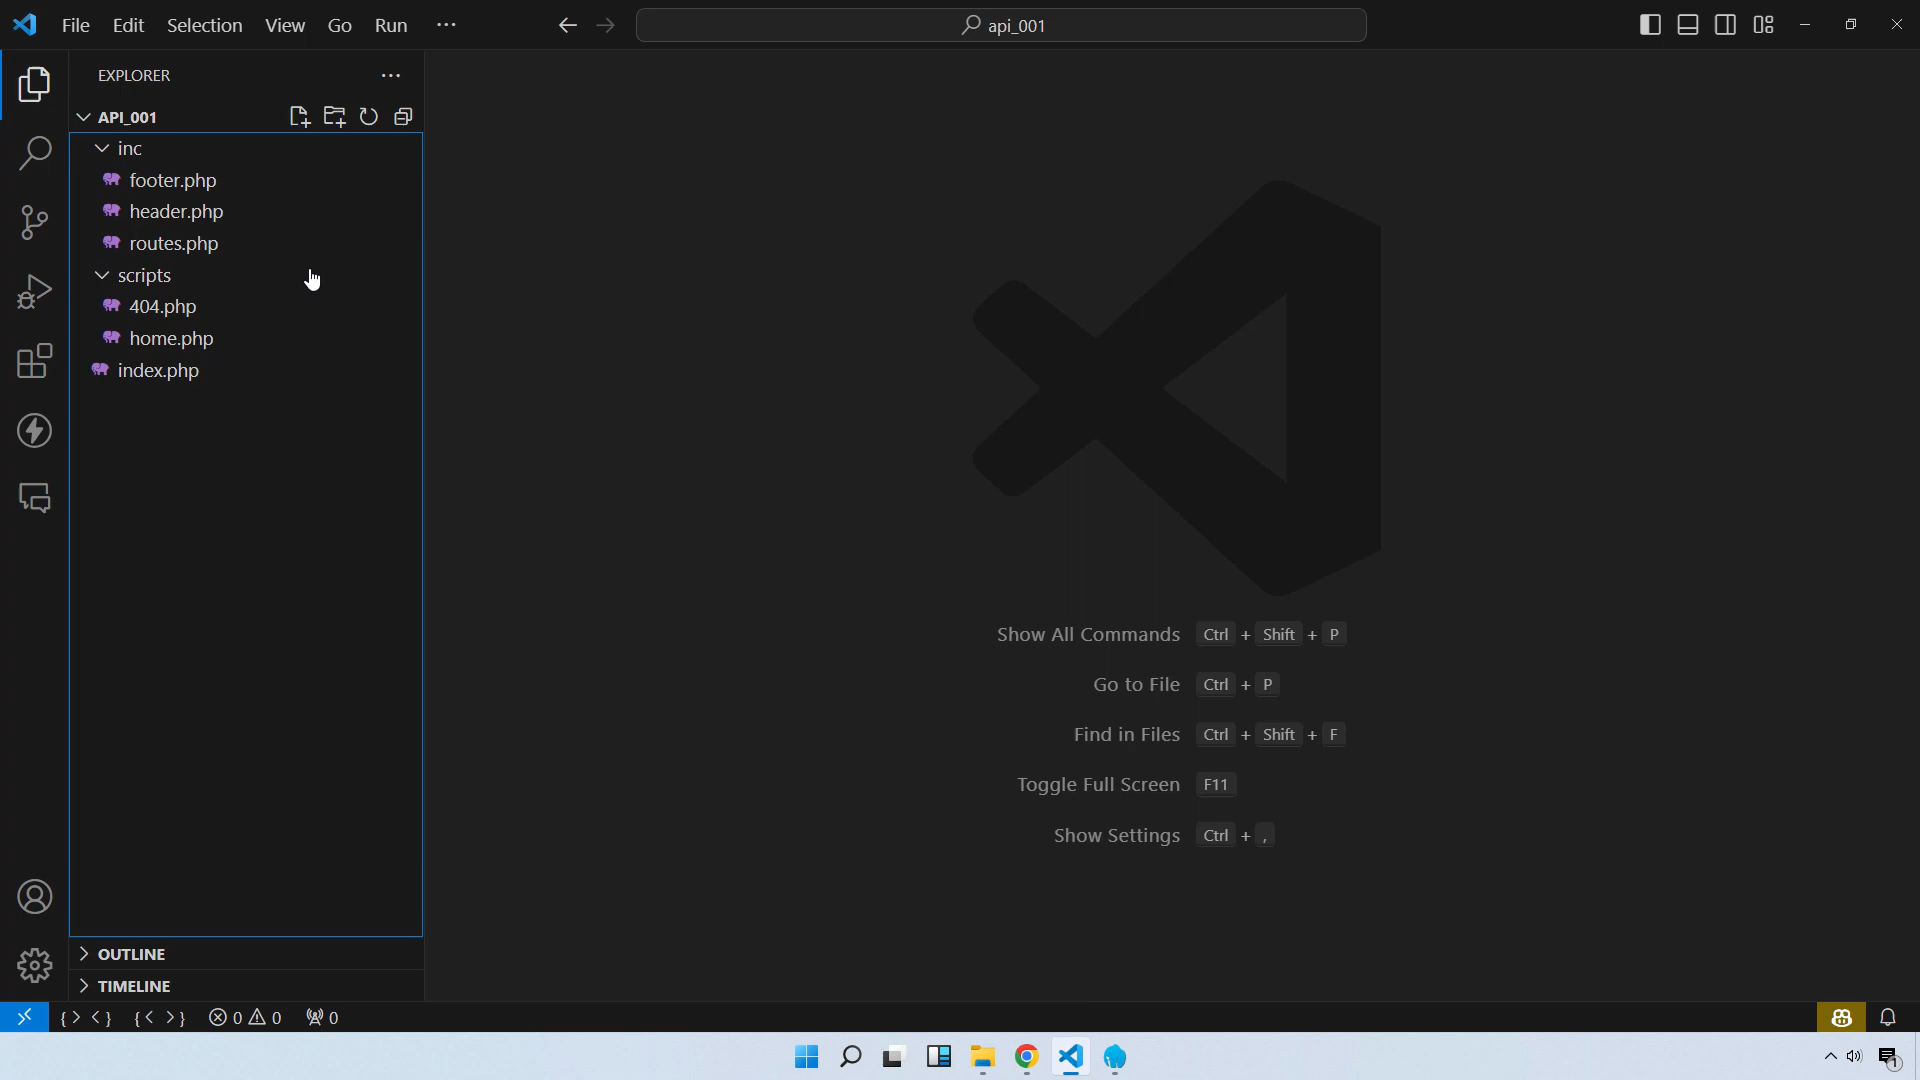 File Edit Selection View Go Run ···
api_001
EXPLORER ···
API_001
inc
footer.php
header.php
routes.php
scripts
404.php
home.php
index.php
Show All Commands Ctrl + Shift + P
Go to File Ctrl + P
Find in Files Ctrl + Shift + F
Toggle Full Screen F11
Show Settings Ctrl + ,
OUTLINE
TIMELINE
{ > < } { < > } 0 0 0
1